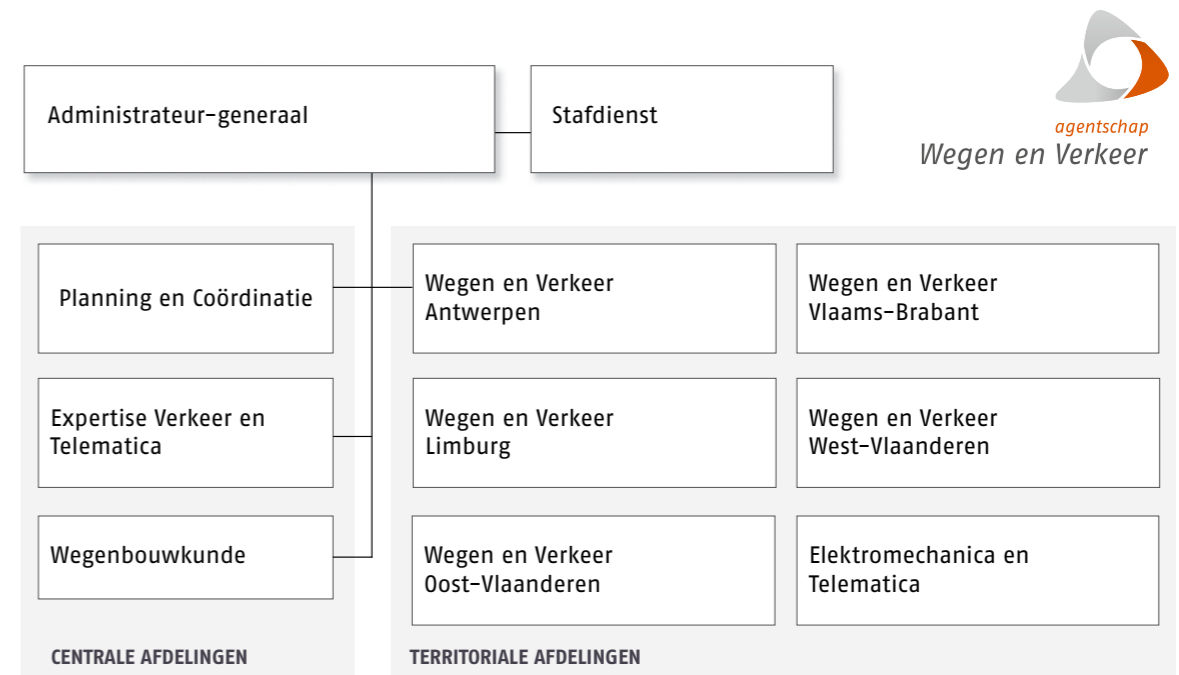 agentschap
Wegen en Verkeer
Administrateur-generaal
Stafdienst
Planning en Coördinatie
Expertise Verkeer en
Telematica
Wegenbouwkunde
CENTRALE AFDELINGEN
Wegen en Verkeer
Antwerpen
Wegen en Verkeer
Vlaams-Brabant
Wegen en Verkeer
Limburg
Wegen en Verkeer
West-Vlaanderen
Wegen en Verkeer
Oost-Vlaanderen
Elektromechanica en
Telematica
TERRITORIALE AFDELINGEN